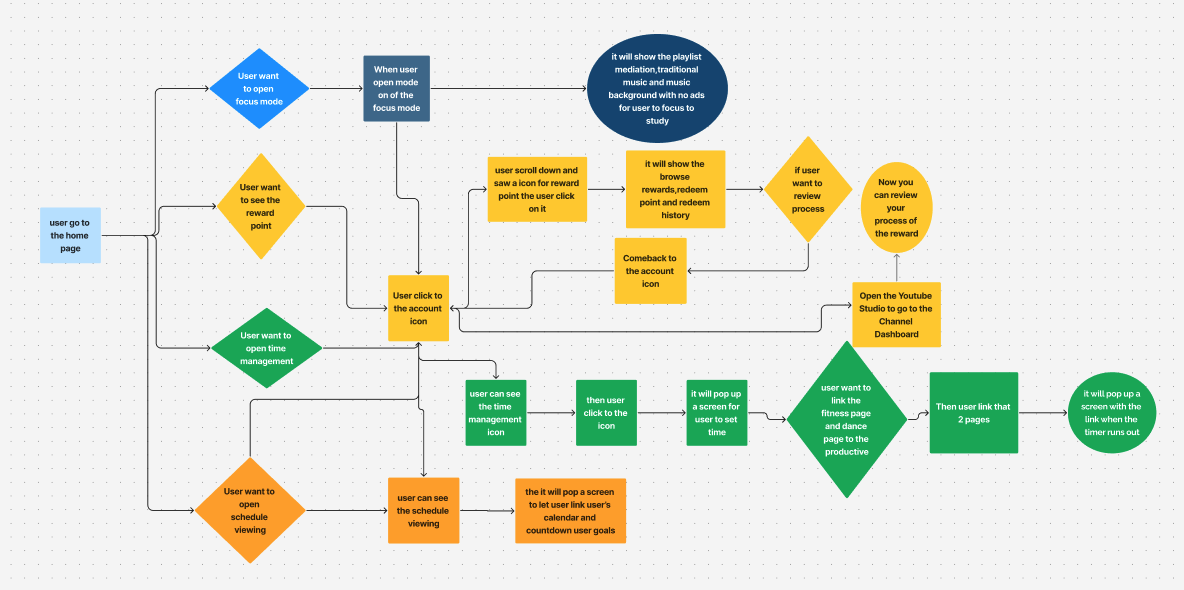 User want
to open
focus mode
When user
open mode
on of the
focus mode
it will show the playlist
mediation,traditional
music and music
background with no ads
for user to focus to
study
user go to
the home
page
User want
to see the
reward
point
user scroll down and
saw a icon for reward
point the user click
on it
it will show the
browse
rewards,redeem
point and redeem
history
if user
want to
review
process
Now you
can review
your
process of
the reward
Comeback to
the account
icon
User click to
the account
icon
Open the Youtube
Studio to go to the
Channel
Dashboard
User want to
open time
management
user can see
the time
management
icon
then user
click to the
icon
it will pop up
a screen for
user to set
time
user want to
link the
fitness page
and dance
page to the
productive
Then user link that
2 pages
it will pop up a
screen with the
link when the
timer runs out
User want to
open
schedule
viewing
user can see
the schedule
viewing
the it will pop a screen
to let user link user's
calendar and
countdown user goals